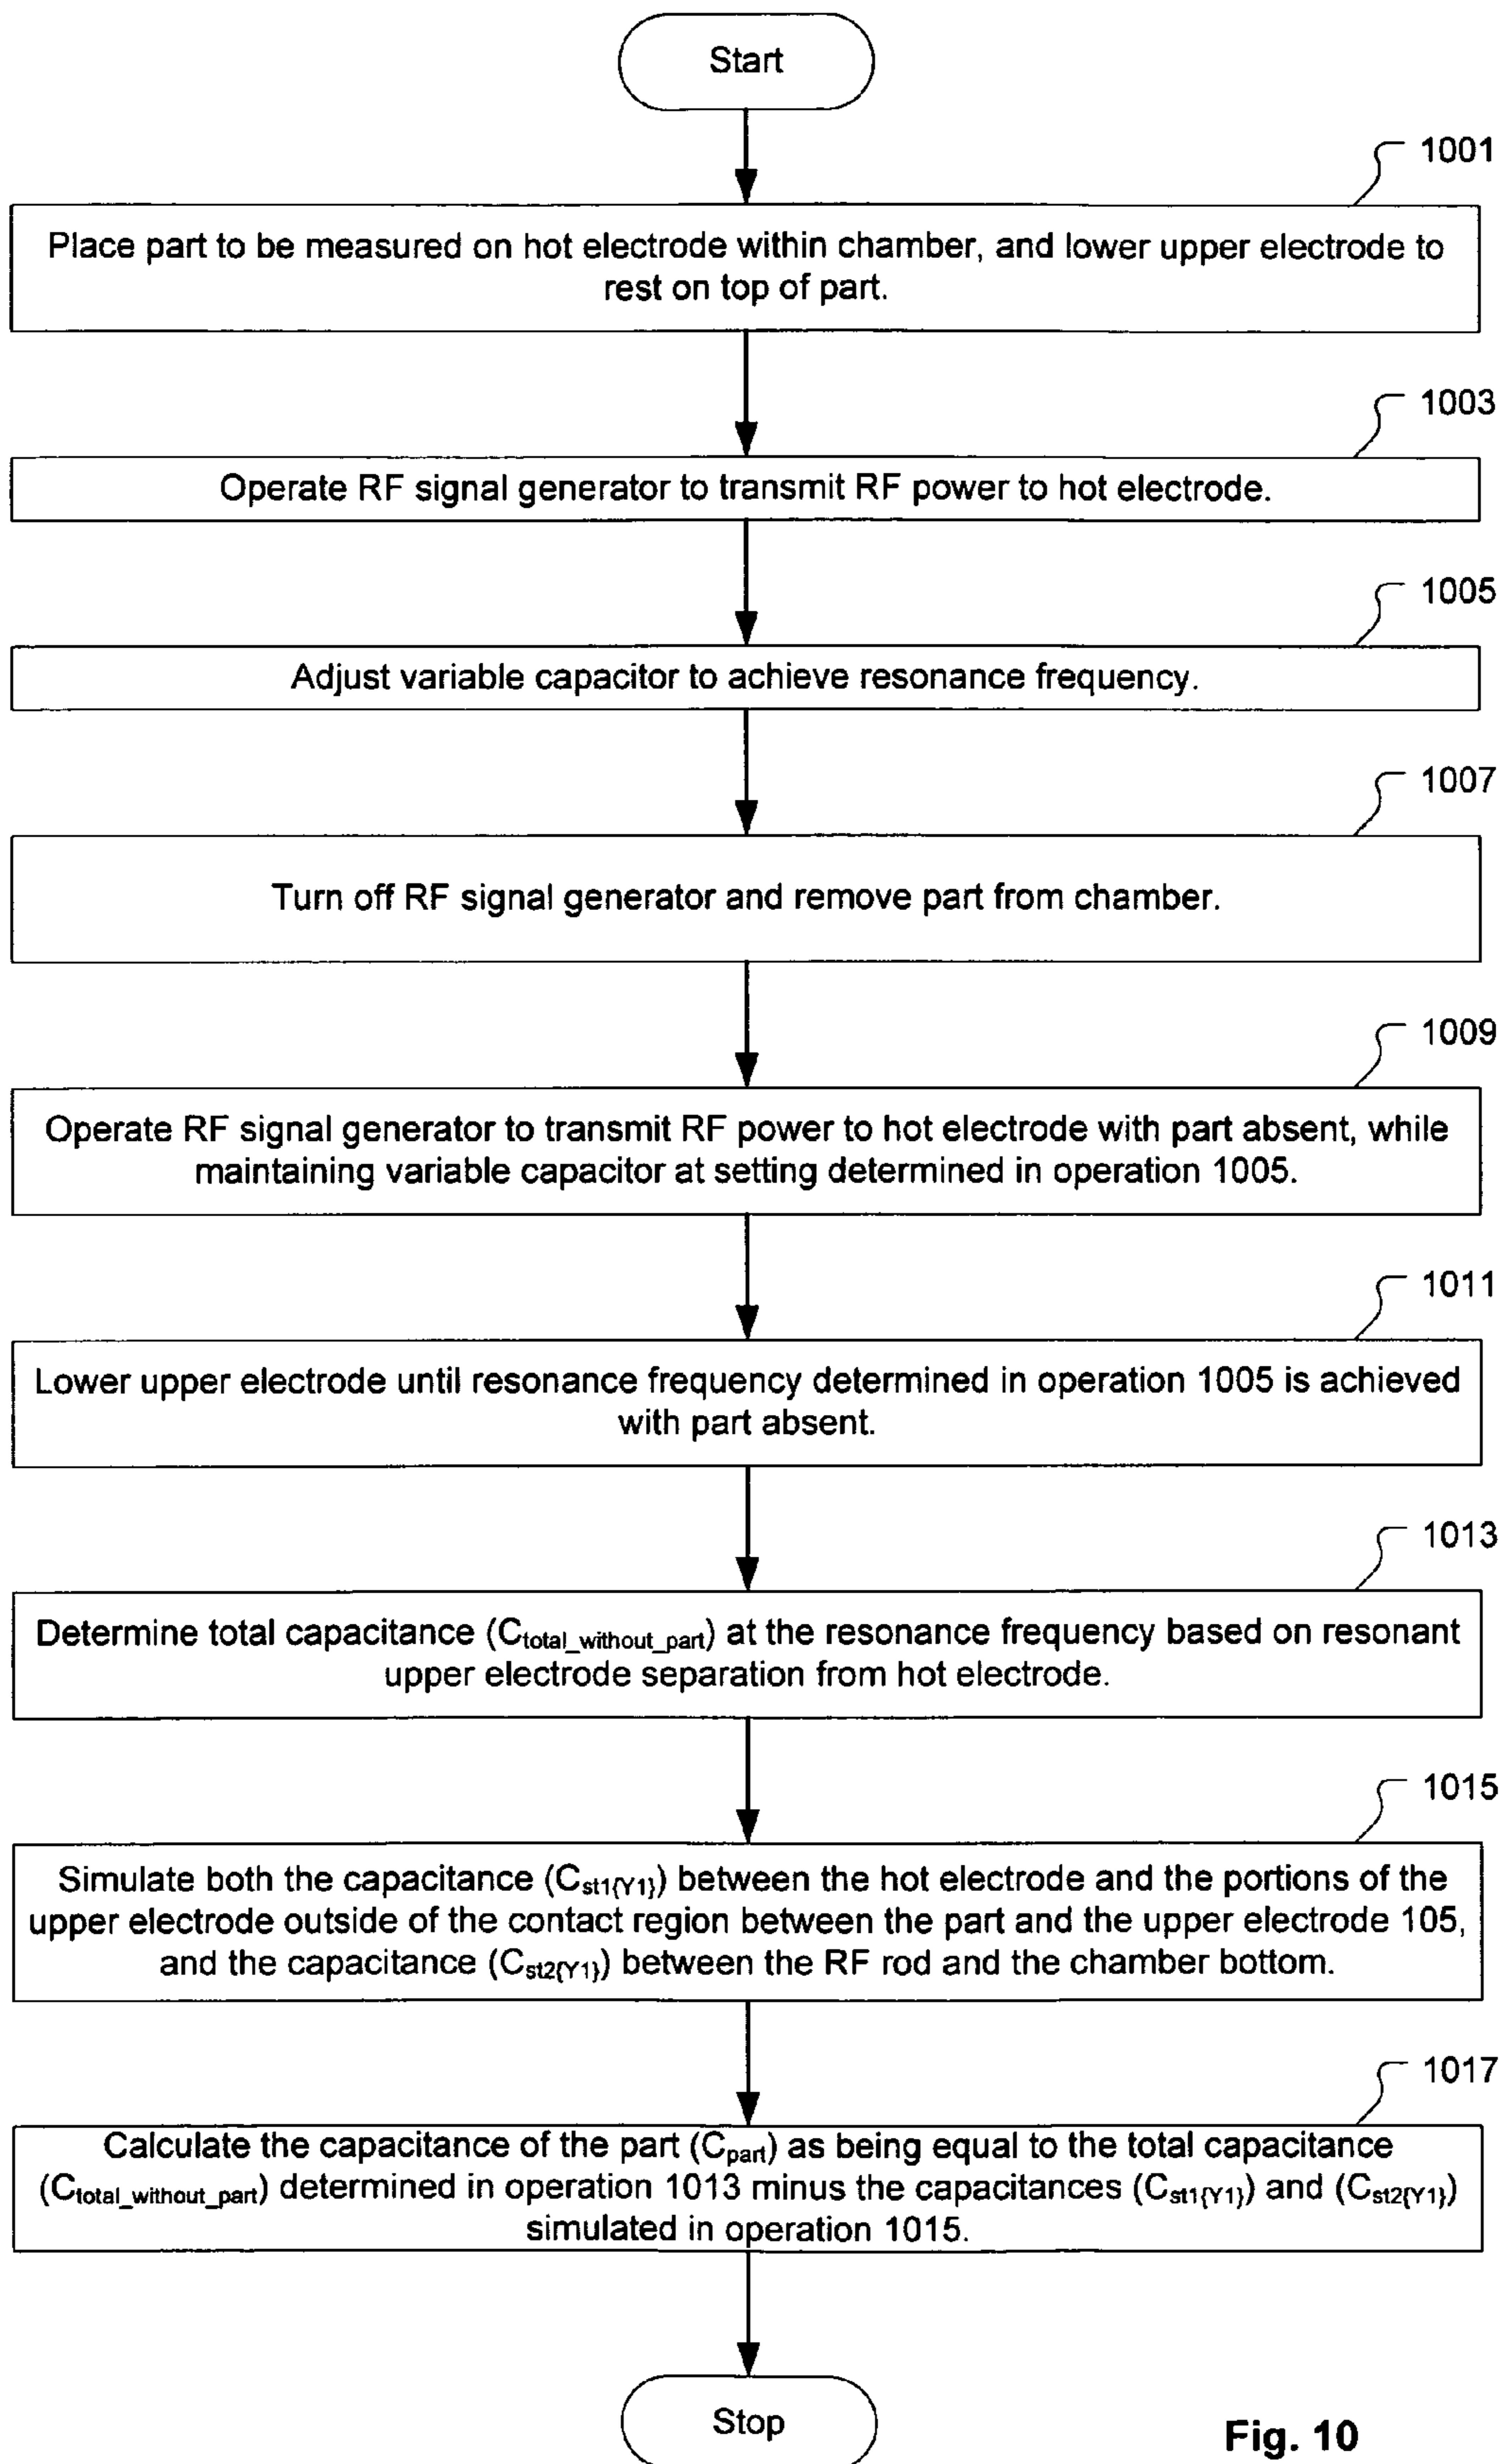 Start
1001
Place part to be measured on hot electrode within chamber, and lower upper electrode to
rest on top of part.
1003
Operate RF signal generator to transmit RF power to hot electrode.
1005
Adjust variable capacitor to achieve resonance frequency.
1007
Turn off RF signal generator and remove part from chamber.
1009
Operate RF signal generator to transmit RF power to hot electrode with part absent, while
maintaining variable capacitor at setting determined in operation 1005.
1011
Lower upper electrode until resonance frequency determined in operation 1005 is achieved
with part absent.
1013
Determine total capacitance (Ctotal_without_part) at the resonance frequency based on resonant
upper electrode separation from hot electrode.
1015
Simulate both the capacitance (Cst1{Y1}) between the hot electrode and the portions of the
upper electrode outside of the contact region between the part and the upper electrode 105,
and the capacitance (Cst2{Y1}) between the RF rod and the chamber bottom.
1017
Calculate the capacitance of the part (Cpart) as being equal to the total capacitance
(Ctotal_without_part) determined in operation 1013 minus the capacitances (Cst1{Y1}) and (Cst2{Y1})
simulated in operation 1015.
Stop
Fig. 10